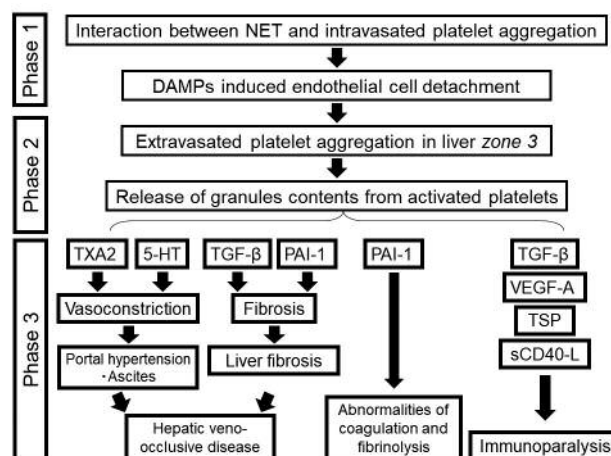 Phase 1
Interaction between NET and intravasated platelet aggregation
DAMPs induced endothelial cell detachment
Phase 2
Extravasated platelet aggregation in liver zone 3
Release of granules contents from activated platelets
Phase 3
TXA2
5-HT
TGF-β
PAI-1
PAI-1
TGF-β
VEGF-A
TSP
sCD40-L
Vasoconstriction
Fibrosis
Portal hypertension
・Ascites
Liver fibrosis
Hepatic veno-
occlusive disease
Abnormalities of
coagulation and
fibrinolysis
Immunoparalysis